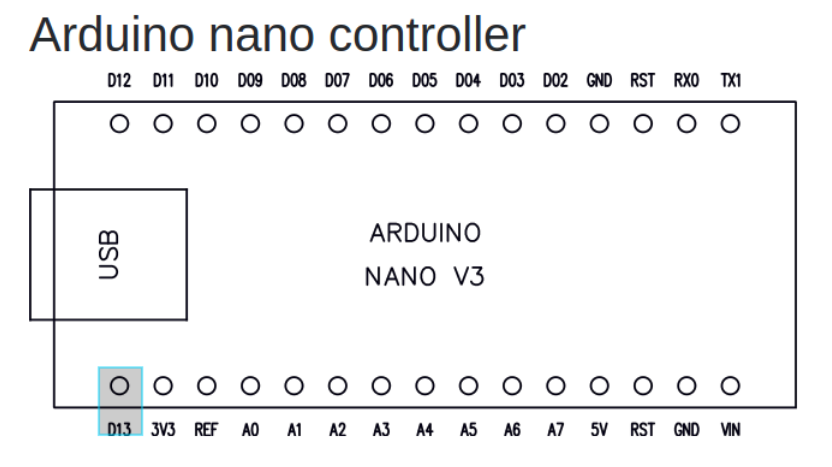 Arduino nano controller
D12 D11 D10 D09 D08 D07 D06 D05 D04 D03 D02 GND RST RX0 TX1
USB
ARDUINO
NANO V3
D13 3V3 REF A0 A1 A2 A3 A4 A5 A6 A7 5V RST GND VIN